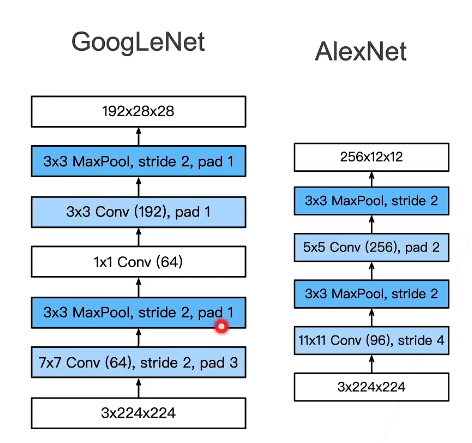 GoogLeNet
192x28x28
3x3 MaxPool, stride 2, pad 1
3x3 Conv (192), pad 1
1x1 Conv (64)
3x3 MaxPool, stride 2, pad 1
7x7 Conv (64), stride 2, pad 3
3x224x224
AlexNet
256x12x12
3x3 MaxPool, stride 2
5x5 Conv (256), pad 2
3x3 MaxPool, stride 2
11x11 Conv (96), stride 4
3x224x224